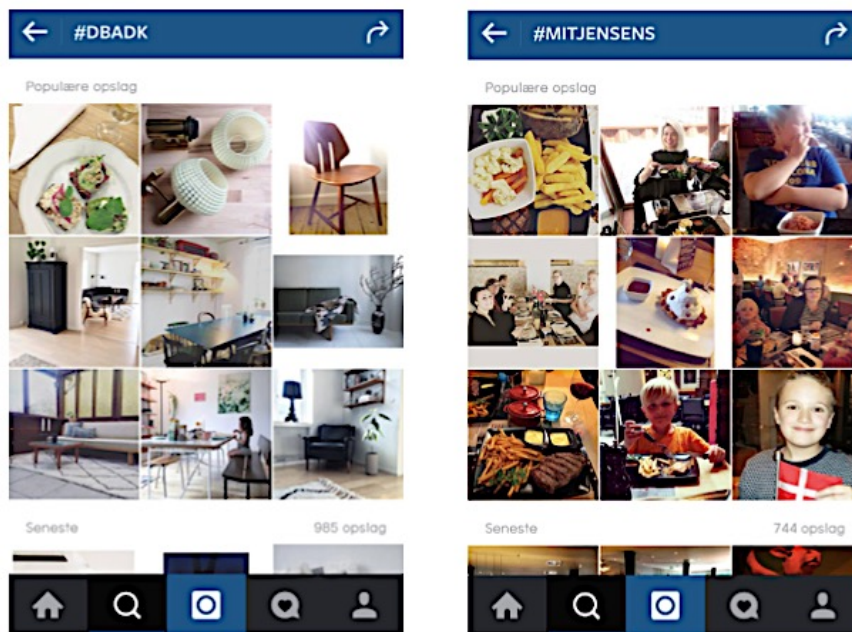 #DBADK
Populære opslag
Seneste 985 opslag
#MITJENSENS
Populære opslag
Seneste 744 opslag